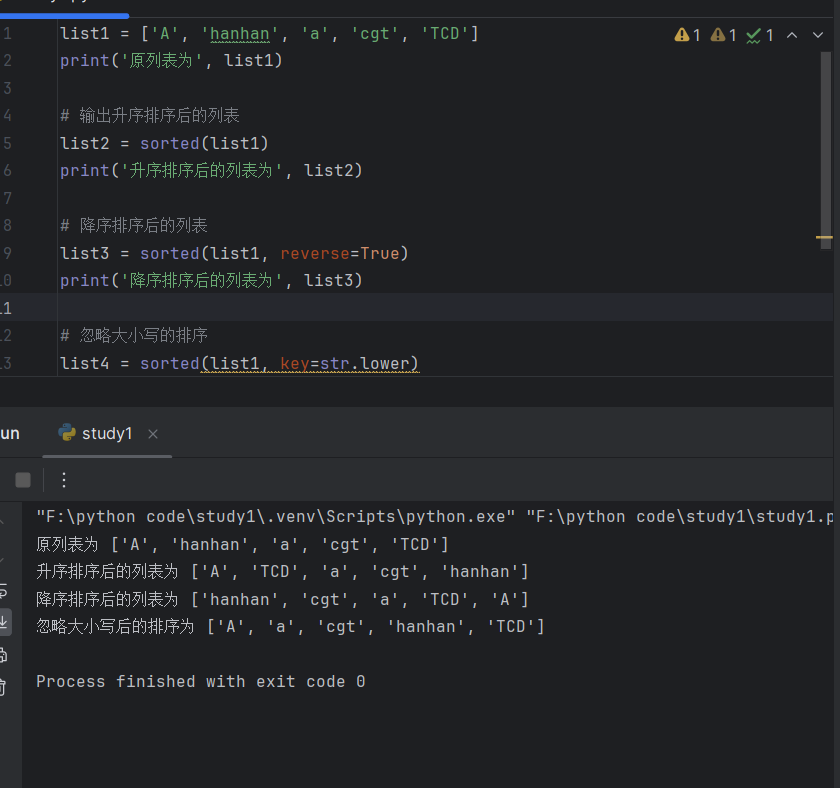 1 list1 = ['A', 'hanhan', 'a', 'cgt', 'TCD'] 1 1 1
2 print('原列表为', list1)
3
4 # 输出升序排序后的列表
5 list2 = sorted(list1)
6 print('升序排序后的列表为', list2)
7
8 # 降序排序后的列表
9 list3 = sorted(list1, reverse=True)
0 print('降序排序后的列表为', list3)
11
2 # 忽略大小写的排序
3 list4 = sorted(list1, key=str.lower)
un study1
"F:\python code\study1\.venv\Scripts\python.exe" "F:\python code\study1\study1.p
原列表为 ['A', 'hanhan', 'a', 'cgt', 'TCD']
升序排序后的列表为 ['A', 'TCD', 'a', 'cgt', 'hanhan']
降序排序后的列表为 ['hanhan', 'cgt', 'a', 'TCD', 'A']
忽略大小写后的排序为 ['A', 'a', 'cgt', 'hanhan', 'TCD']
Process finished with exit code 0